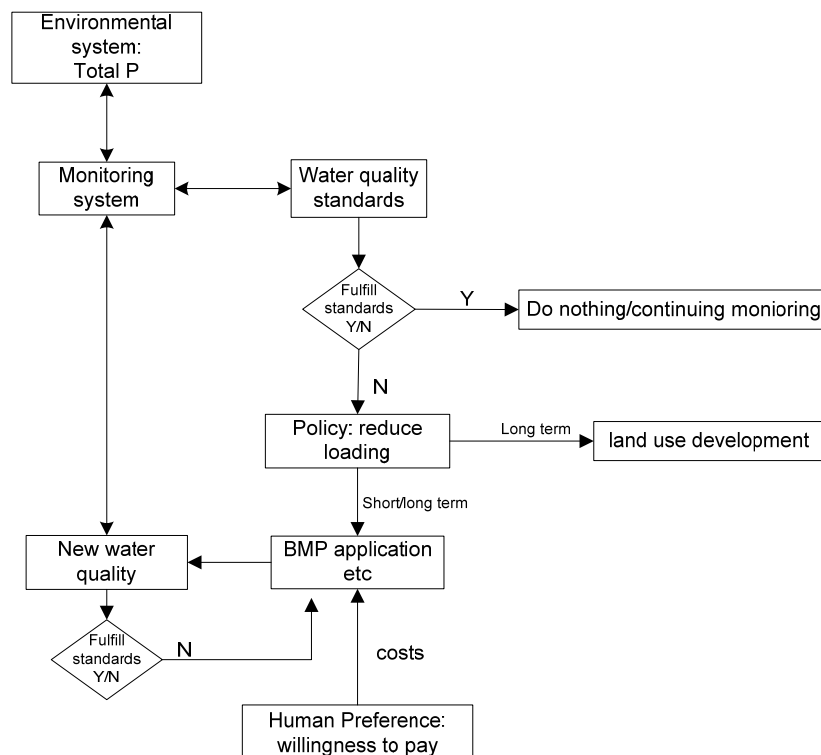 Environmental
system:
Total P
Monitoring
system
Water quality
standards
Fulfill
standards
Y/N
Y
Do nothing/continuing monioring
N
Policy: reduce
loading
Long term
land use development
Short/long term
New water
quality
BMP application
etc
Fulfill
standards
Y/N
N
costs
Human Preference:
willingness to pay